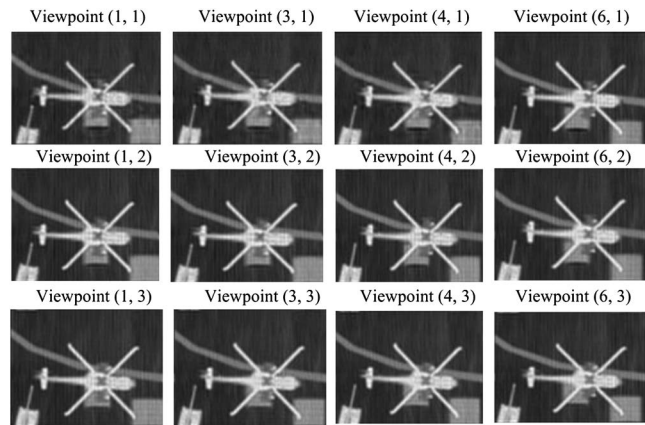 Viewpoint (1, 1) Viewpoint (3, 1) Viewpoint (4, 1) Viewpoint (6, 1)
Viewpoint (1, 2) Viewpoint (3, 2) Viewpoint (4, 2) Viewpoint (6, 2)
Viewpoint (1, 3) Viewpoint (3, 3) Viewpoint (4, 3) Viewpoint (6, 3)